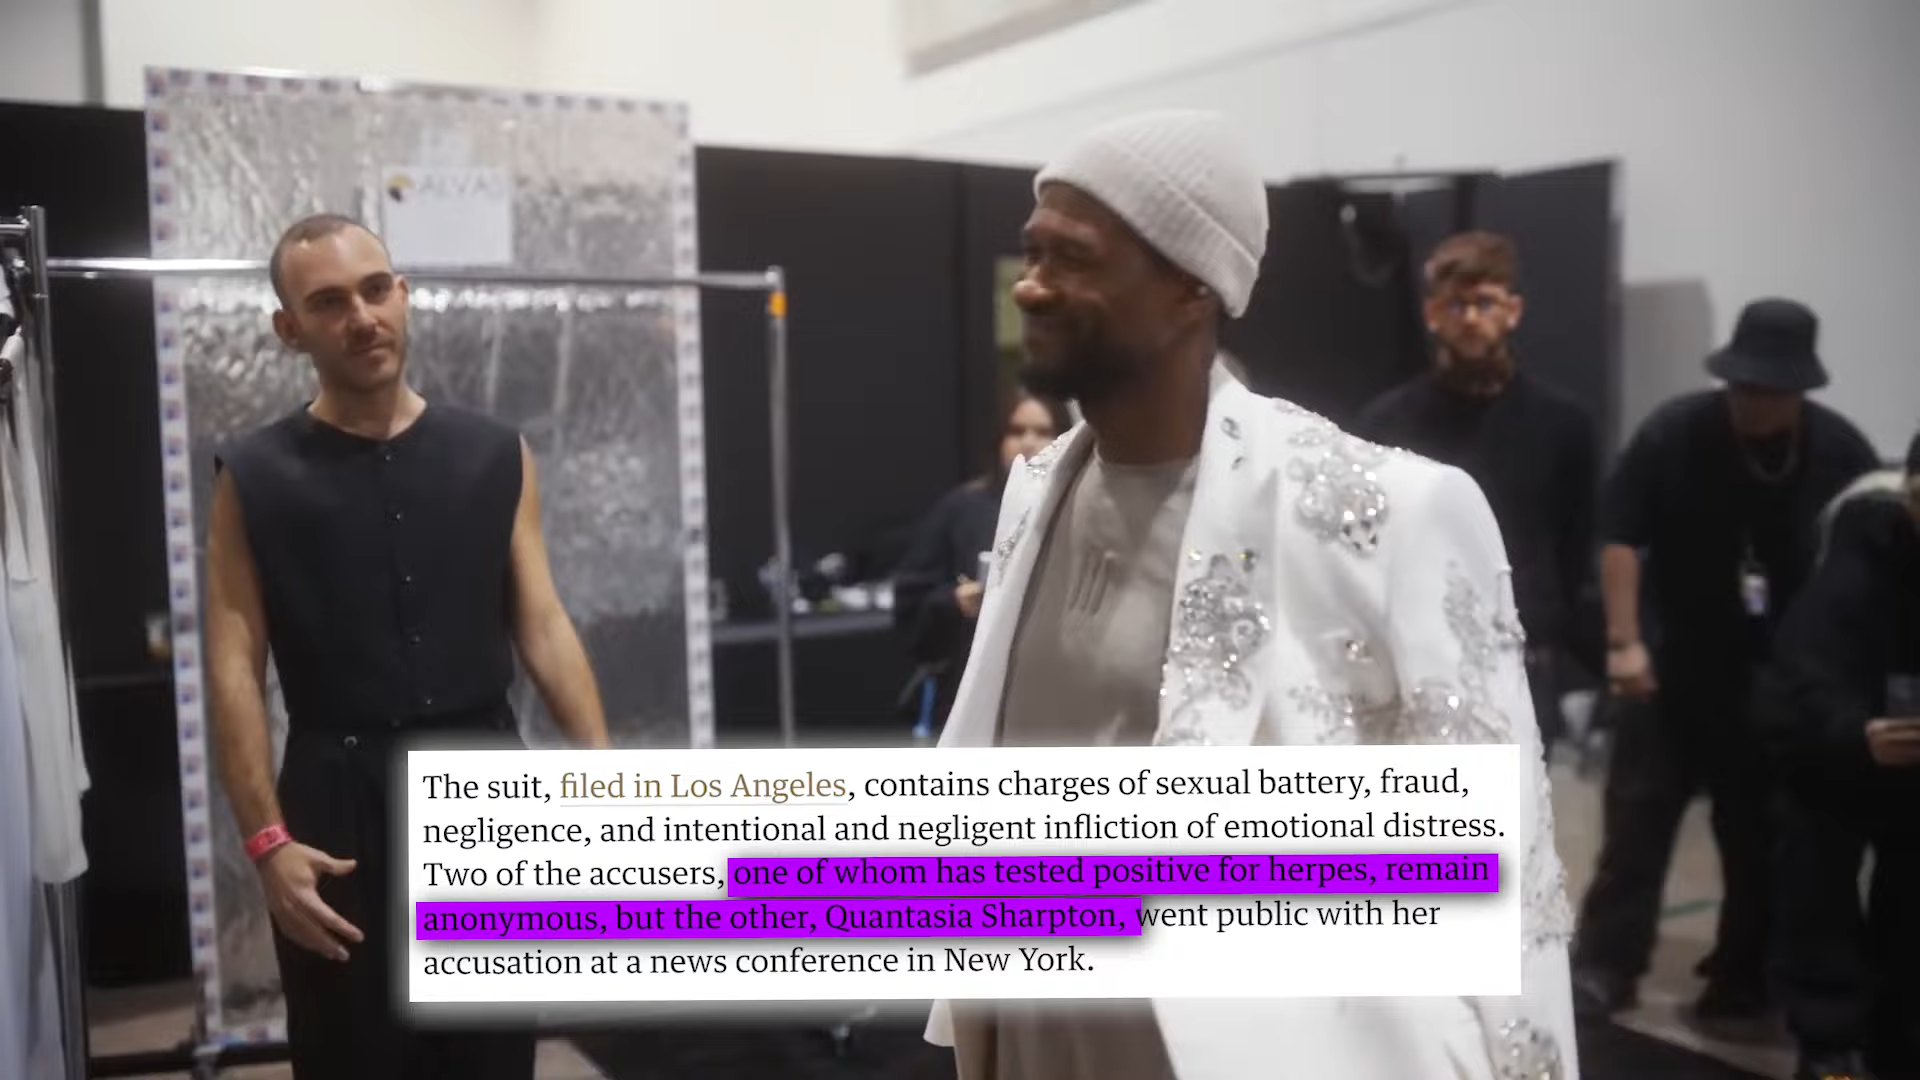 The suit, filed in Los Angeles, contains charges of sexual battery, fraud,
negligence, and intentional and negligent infliction of emotional distress.
Two of the accusers, one of whom has tested positive for herpes, remain
anonymous, but the other, Quantasia Sharpton, went public with her
accusation at a news conference in New York.